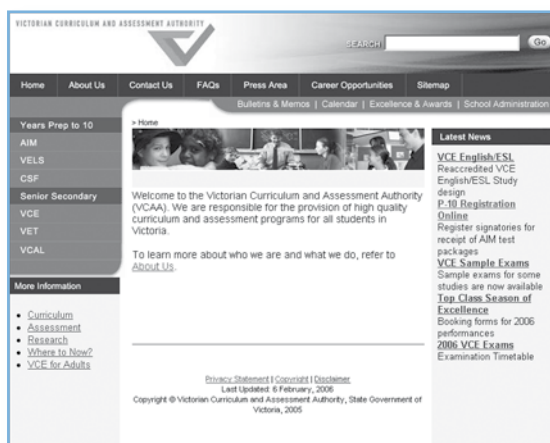 VICTORIAN CURRICULUM AND ASSESSMENT AUTHORITY
SEARCH
Go
Home About Us Contact Us FAQs Press Area Career Opportunities Sitemap
Bulletins & Memos | Calendar | Excellence & Awards | School Administration
Years Prep to 10
AIM
VELS
CSF
Senior Secondary
VCE
VET
VCAL
More Information
Curriculum
Assessment
Research
Where to Now?
VCE for Adults
> Home
Welcome to the Victorian Curriculum and Assessment Authority
(VCAA). We are responsible for the provision of high quality
curriculum and assessment programs for all students in
Victoria.
To learn more about who we are and what we do, refer to
About Us.
Privacy Statement | Copyright | Disclaimer
Last Updated: 6 February, 2006
Copyright © Victorian Curriculum and Assessment Authority, State Government of
Victoria, 2005
Latest News
VCE English/ESL
Reaccredited VCE
English/ESL Study
design
P-10 Registration
Online
Register signatories for
receipt of AIM test
packages
VCE Sample Exams
Sample exams for some
studies are now available
Top Class Season of
Excellence
Booking forms for 2006
performances
2006 VCE Exams
Examination Timetable